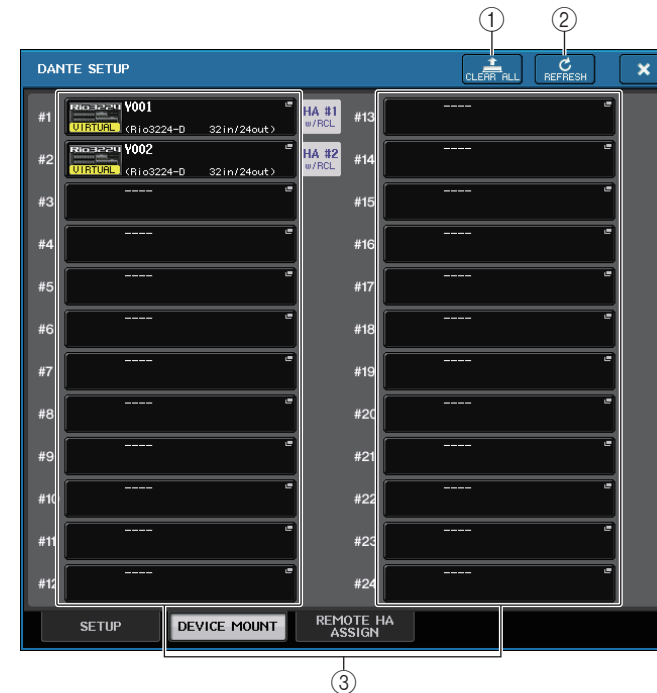 ① ②
DANTE SETUP CLEAR ALL REFRESH ×
#1 Rio3224 VIRTUAL Y001 (Rio3224-D 32in/24out) HA #1 w/RCL #13 ----
#2 Rio3224 VIRTUAL Y002 (Rio3224-D 32in/24out) HA #2 w/RCL #14 ----
#3 ---- #15 ----
#4 ---- #16 ----
#5 ---- #17 ----
#6 ---- #18 ----
#7 ---- #19 ----
#8 ---- #20 ----
#9 ---- #21 ----
#10 ---- #22 ----
#11 ---- #23 ----
#12 ---- #24 ----
SETUP DEVICE MOUNT REMOTE HA ASSIGN
③